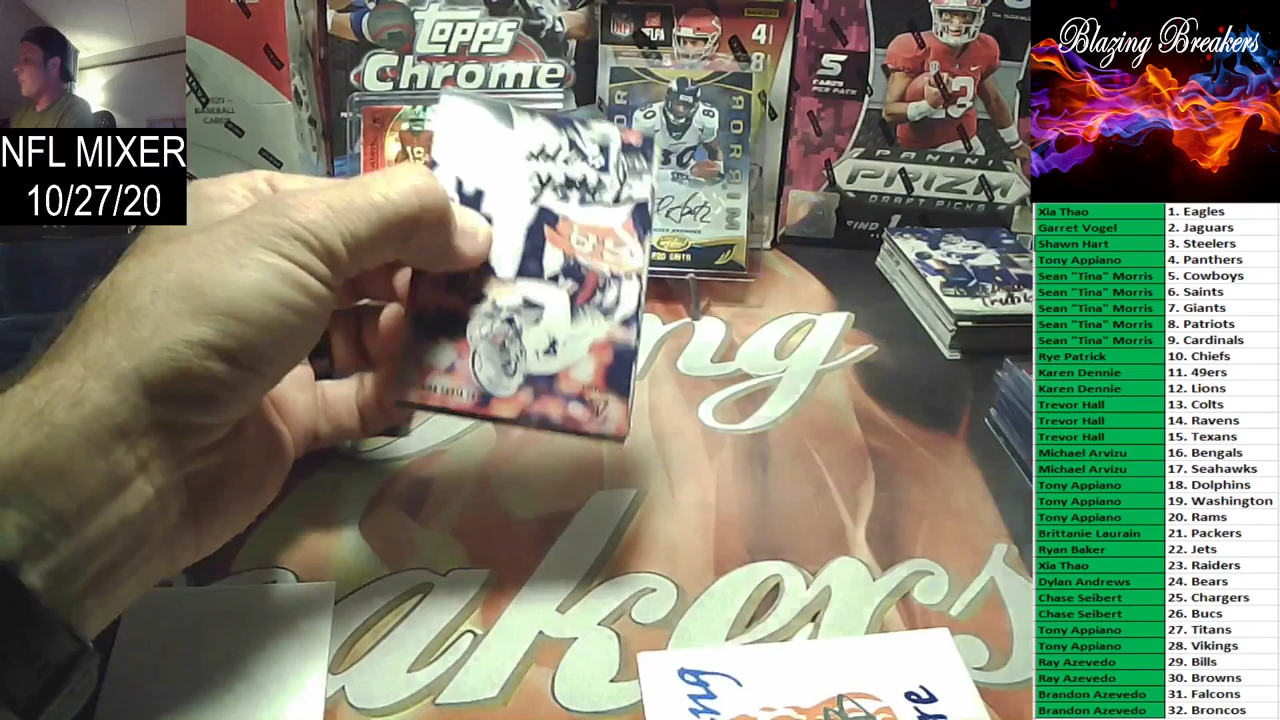 NFL MIXER
10/27/20
Topps
Chrome
5
CARDS
PER PACK
PANINI
PRIZM
DRAFT PICKS
Blazing Breakers
Xia Thao 1. Eagles
Garret Vogel 2. Jaguars
Shawn Hart 3. Steelers
Tony Appiano 4. Panthers
Sean "Tina" Morris 5. Cowboys
Sean "Tina" Morris 6. Saints
Sean "Tina" Morris 7. Giants
Sean "Tina" Morris 8. Patriots
Sean "Tina" Morris 9. Cardinals
Rye Patrick 10. Chiefs
Karen Dennie 11. 49ers
Karen Dennie 12. Lions
Trevor Hall 13. Colts
Trevor Hall 14. Ravens
Trevor Hall 15. Texans
Michael Arvizu 16. Bengals
Michael Arvizu 17. Seahawks
Tony Appiano 18. Dolphins
Tony Appiano 19. Washington
Tony Appiano 20. Rams
Brittanie Laurain 21. Packers
Ryan Baker 22. Jets
Xia Thao 23. Raiders
Dylan Andrews 24. Bears
Chase Seibert 25. Chargers
Chase Seibert 26. Bucs
Tony Appiano 27. Titans
Tony Appiano 28. Vikings
Ray Azevedo 29. Bills
Ray Azevedo 30. Browns
Brandon Azevedo 31. Falcons
Brandon Azevedo 32. Broncos